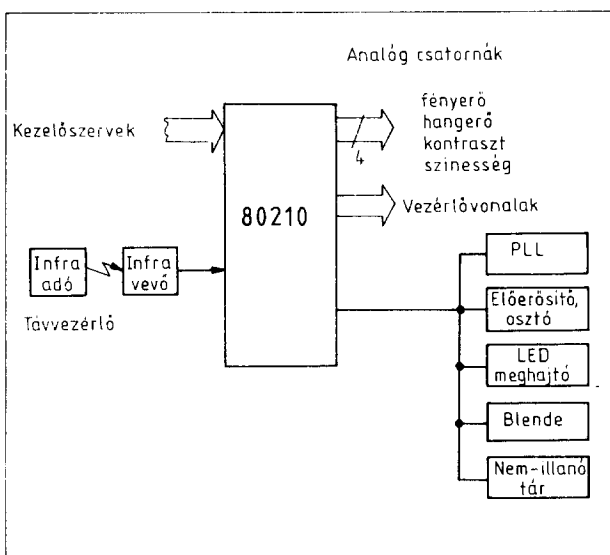 Analóg csatornák
Kezelőszervek
fényerő
hangerő
kontraszt
szinesség
4
80210
Vezérlővonalak
Infra
adó
Infra
vevő
Távvezérlő
PLL
Előerősítő,
osztó
LED
meghajtó
Blende
Nem-illanó
tár